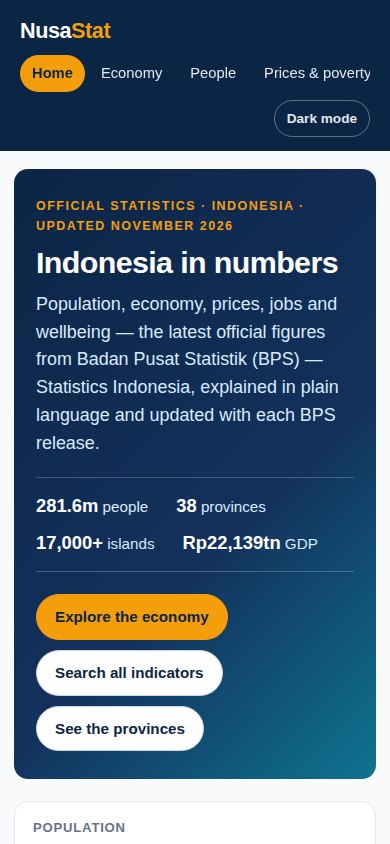 NusaStat
Home Economy People Prices & poverty
Dark mode
OFFICIAL STATISTICS · INDONESIA ·
UPDATED NOVEMBER 2026
Indonesia in numbers
Population, economy, prices, jobs and
wellbeing — the latest official figures
from Badan Pusat Statistik (BPS) —
Statistics Indonesia, explained in plain
language and updated with each BPS
release.
281.6m people 38 provinces
17,000+ islands Rp22,139tn GDP
Explore the economy
Search all indicators
See the provinces
POPULATION